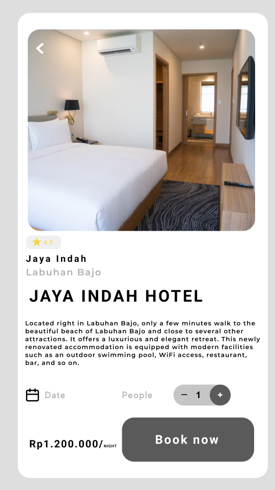 4.5
Jaya Indah
Labuhan Bajo
JAYA INDAH HOTEL
Located right in Labuhan Bajo, only a few minutes walk to the
beautiful beach of Labuhan Bajo and close to several other
attractions. It offers a luxurious and elegant retreat. This newly
renovated accommodation is equipped with modern facilities
such as an outdoor swimming pool, WiFi access, restaurant,
bar, and so on.
Date People − 1 +
Rp1.200.000/NIGHT Book now